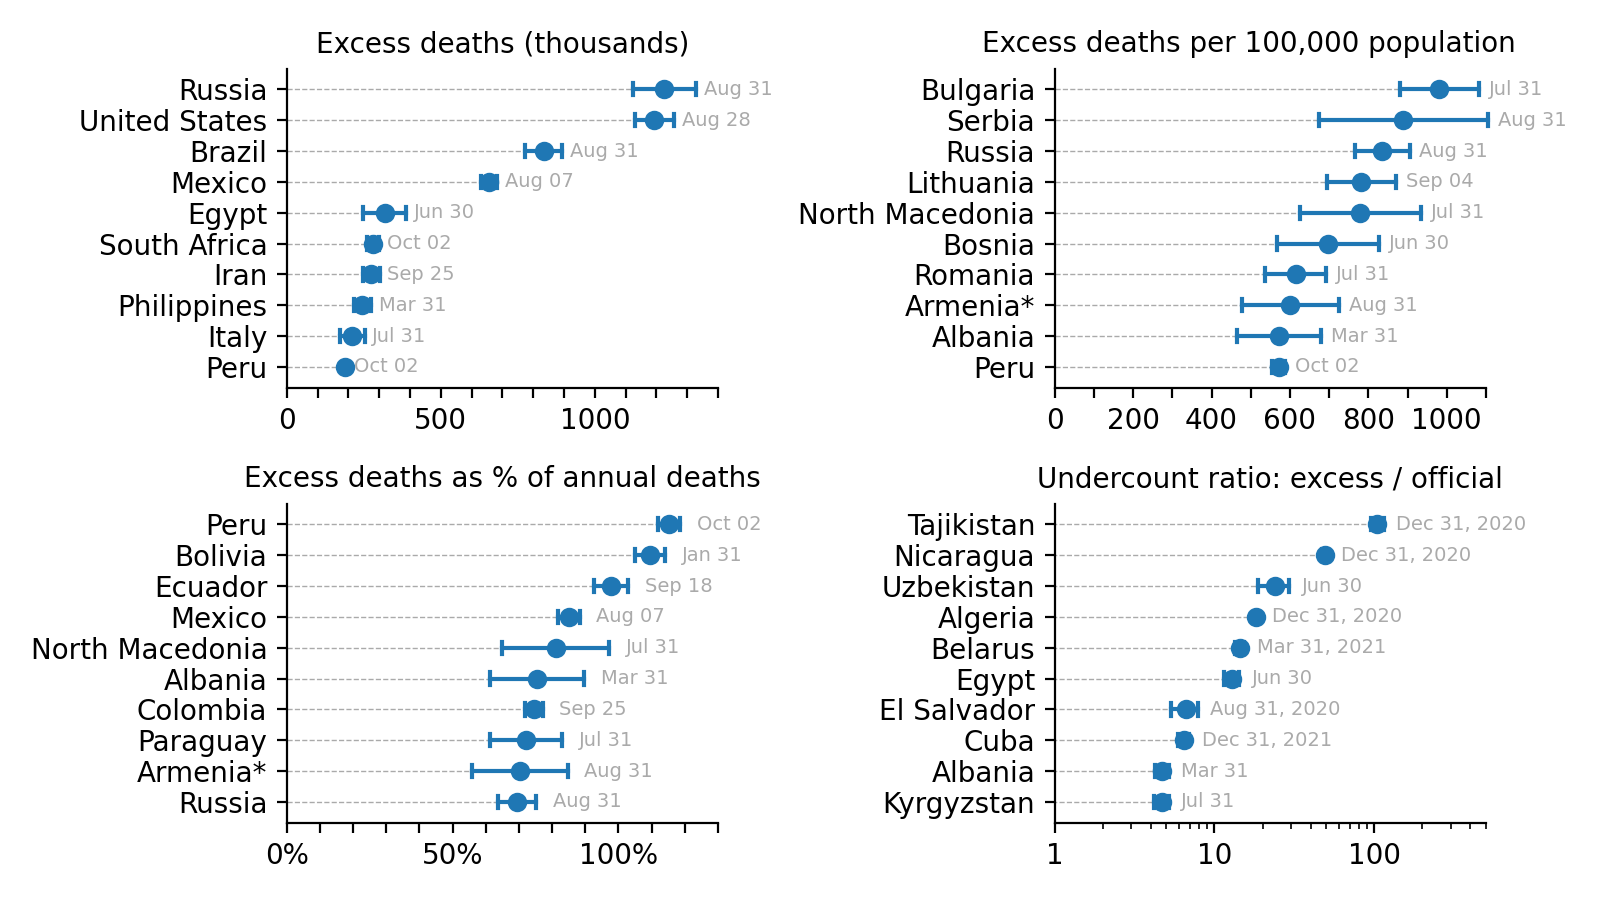 Excess deaths (thousands)
Russia Aug 31
United States Aug 28
Brazil Aug 31
Mexico Aug 07
Egypt Jun 30
South Africa Oct 02
Iran Sep 25
Philippines Mar 31
Italy Jul 31
Peru Oct 02
0 500 1000
Excess deaths per 100,000 population
Bulgaria Jul 31
Serbia Aug 31
Russia Aug 31
Lithuania Sep 04
North Macedonia Jul 31
Bosnia Jun 30
Romania Jul 31
Armenia* Aug 31
Albania Mar 31
Peru Oct 02
0 200 400 600 800 1000
Excess deaths as % of annual deaths
Peru Oct 02
Bolivia Jan 31
Ecuador Sep 18
Mexico Aug 07
North Macedonia Jul 31
Albania Mar 31
Colombia Sep 25
Paraguay Jul 31
Armenia* Aug 31
Russia Aug 31
0% 50% 100%
Undercount ratio: excess / official
Tajikistan Dec 31, 2020
Nicaragua Dec 31, 2020
Uzbekistan Jun 30
Algeria Dec 31, 2020
Belarus Mar 31, 2021
Egypt Jun 30
El Salvador Aug 31, 2020
Cuba Dec 31, 2021
Albania Mar 31
Kyrgyzstan Jul 31
1 10 100